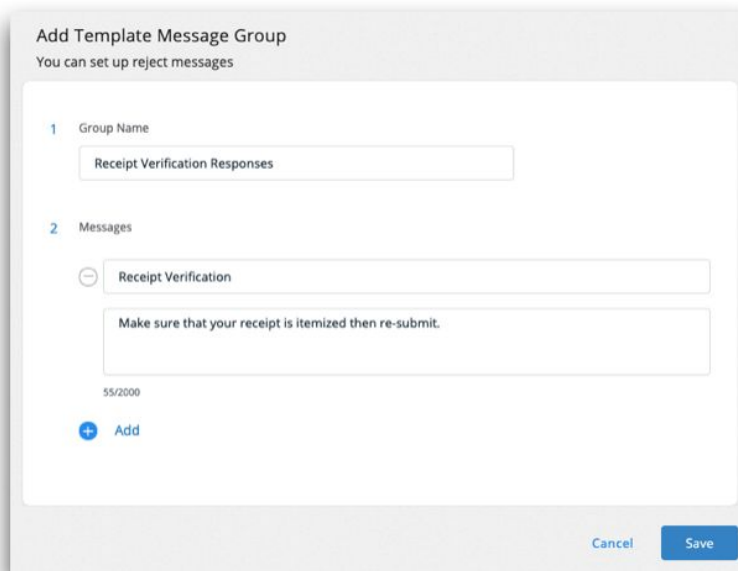 Add Template Message Group
You can set up reject messages
1 Group Name
Receipt Verification Responses
2 Messages
Receipt Verification
Make sure that your receipt is itemized then re-submit.
55/2000
Add
Cancel Save